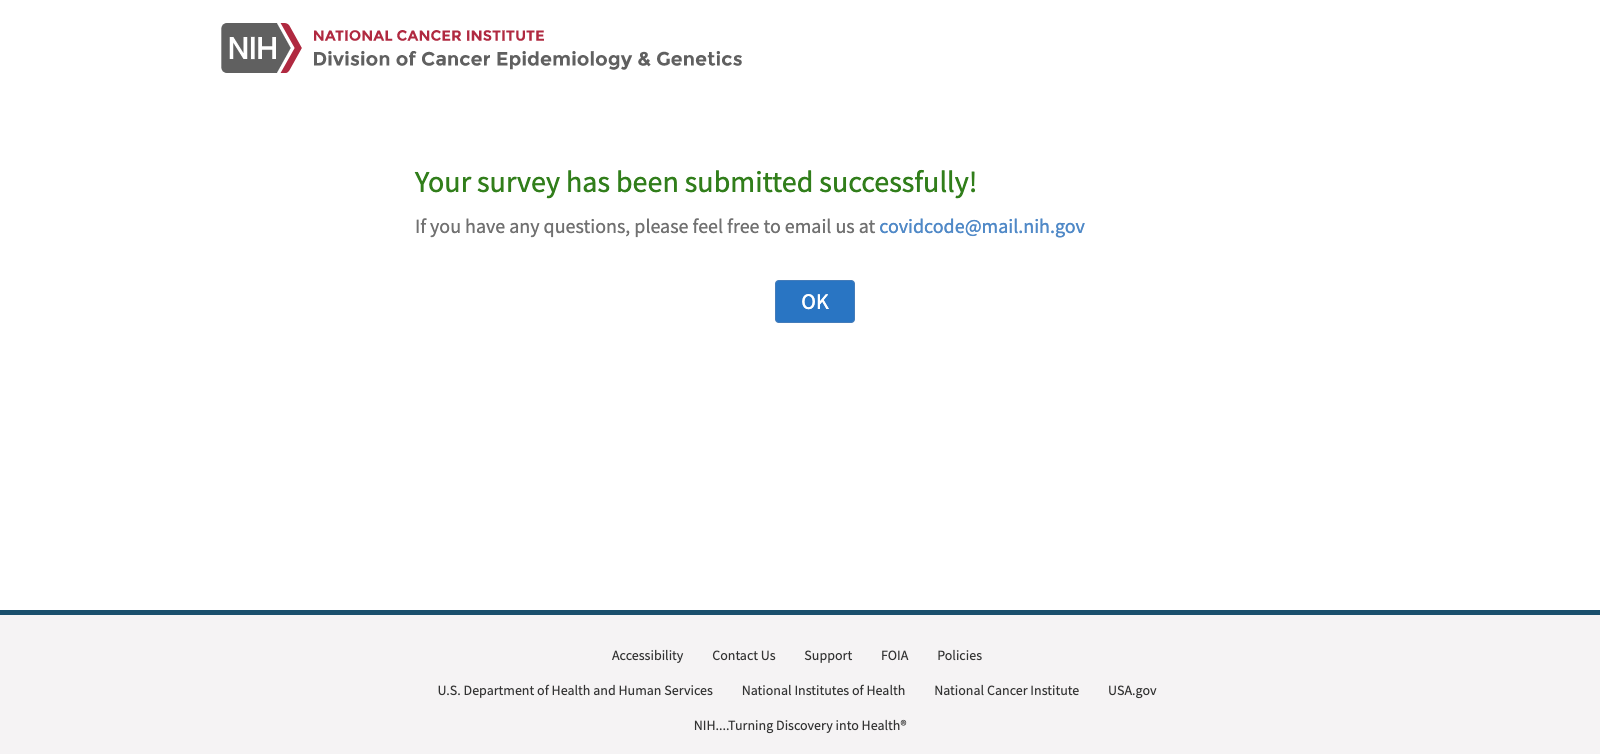 NIH
NATIONAL CANCER INSTITUTE
Division of Cancer Epidemiology & Genetics
Your survey has been submitted successfully!
If you have any questions, please feel free to email us at covidcode@mail.nih.gov
OK
Accessibility Contact Us Support FOIA Policies
U.S. Department of Health and Human Services National Institutes of Health National Cancer Institute USA.gov
NIH....Turning Discovery into Health®